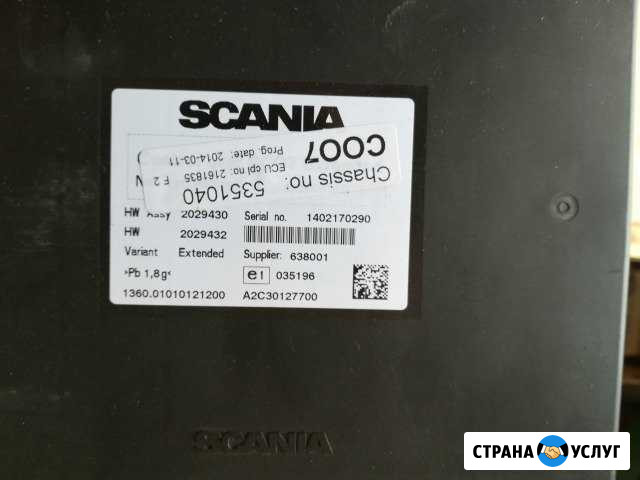 SCANIA
COO7
Prog. date: 2014-03-11
ECU cpl no: 2161835 F 2
Chassis no: 5351040
HW Assy 2029430 Serial no. 1402170290
HW 2029432
Variant Extended Supplier: 638001
>Pb 1,8g< e1 035196
1360.01010121200 A2C30127700
SCANIA
СТРАНА УСЛУГ